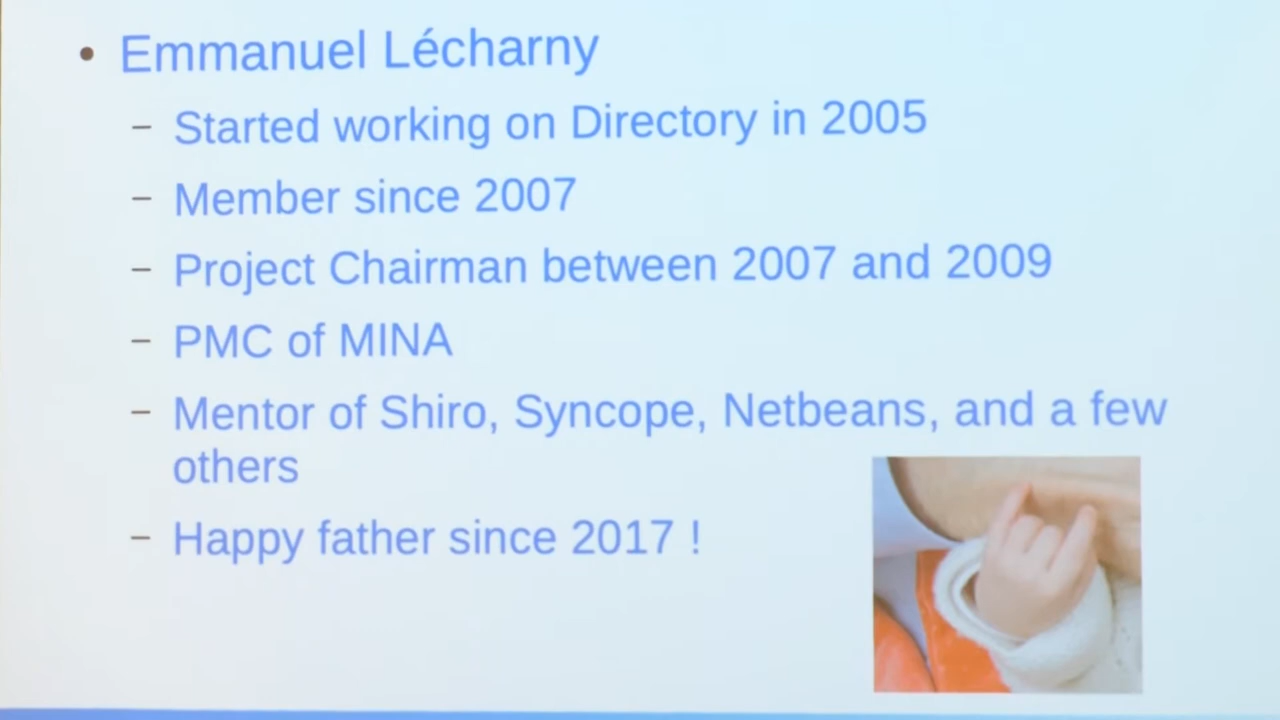 • Emmanuel Lécharny
– Started working on Directory in 2005
– Member since 2007
– Project Chairman between 2007 and 2009
– PMC of MINA
– Mentor of Shiro, Syncope, Netbeans, and a few
others
– Happy father since 2017 !